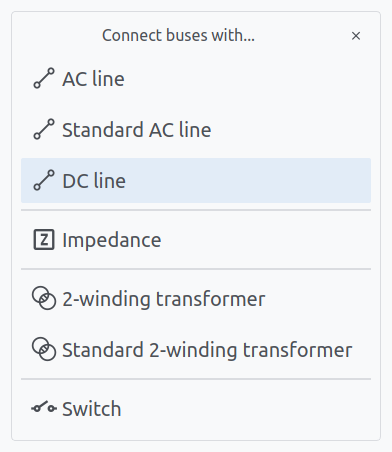 Connect buses with...
AC line
Standard AC line
DC line
Z Impedance
2-winding transformer
Standard 2-winding transformer
Switch